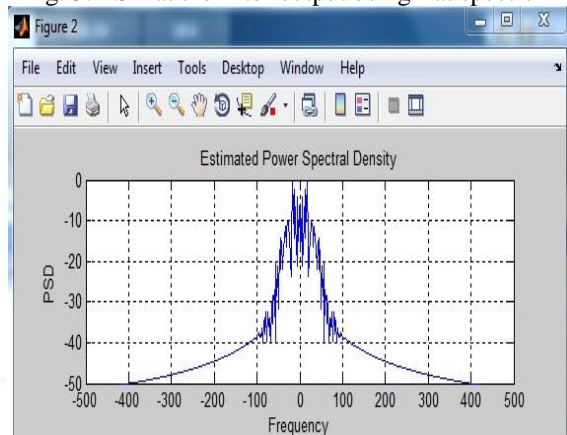 Figure 2
File Edit View Insert Tools Desktop Window Help
Estimated Power Spectral Density
PSD
0
-10
-20
-30
-40
-50
-500 -400 -300 -200 -100 0 100 200 300 400 500
Frequency